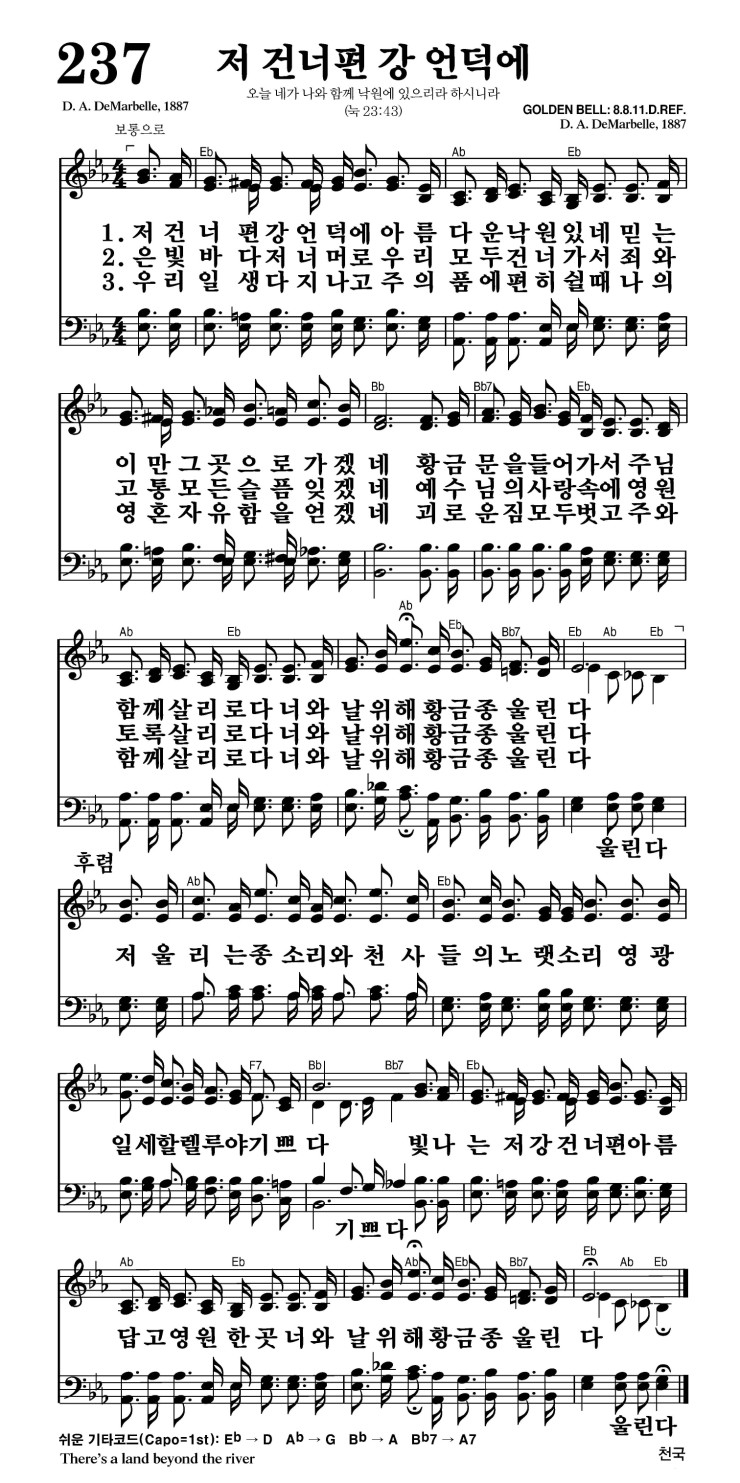 237 저 건너편 강 언덕에
오늘 네가 나와 함께 낙원에 있으리라 하시니라
D. A. DeMarbelle, 1887 (눅 23:43) GOLDEN BELL: 8.8.11.D.REF.
D. A. DeMarbelle, 1887
보통으로
Eb Ab Eb
1. 저 건 너 편 강 언 덕에 아 름 다 운낙 원있 네 믿 는
2. 은 빛 바 다저 너 머로 우 리 모 두건 너가 서 죄 와
3. 우 리 일 생 다 지 나고 주 의 품 에편 히쉴 때 나 의
Bb Bb7 Eb
이 만 그 곳 으 로 가 겠 네 황 금 문 을들 어가 서 주 님
고 통 모 든 슬 픔 잊 겠 네 예 수 님 의사 랑속 에 영 원
영 혼 자 유 함 을 얻 겠 네 괴 로 운 짐모 두벗 고 주 와
Ab Eb Ab Eb Bb7 Eb Ab Eb
함 께 살 리 로 다 너 와 날 위 해 황 금 종 울 린 다
토 록 살 리 로 다 너 와 날 위 해 황 금 종 울 린 다
함 께 살 리 로 다 너 와 날 위 해 황 금 종 울 린 다
울 린 다
후렴
Ab Eb
저 울 리 는종 소 리와 천 사 들 의노 랫소 리 영 광
F7 Bb Bb7 Eb
일 세 할 렐 루 야 기 쁘 다 빛 나 는 저 강 건 너편 아 름
기 쁘 다
Ab Eb Ab Eb Bb7 Eb Ab Eb
답 고 영 원 한 곳 너 와 날 위 해 황 금 종 울 린 다
울 린 다
쉬운 기타코드(Capo=1st): Eb → D Ab → G Bb → A Bb7 → A7
There's a land beyond the river 천국